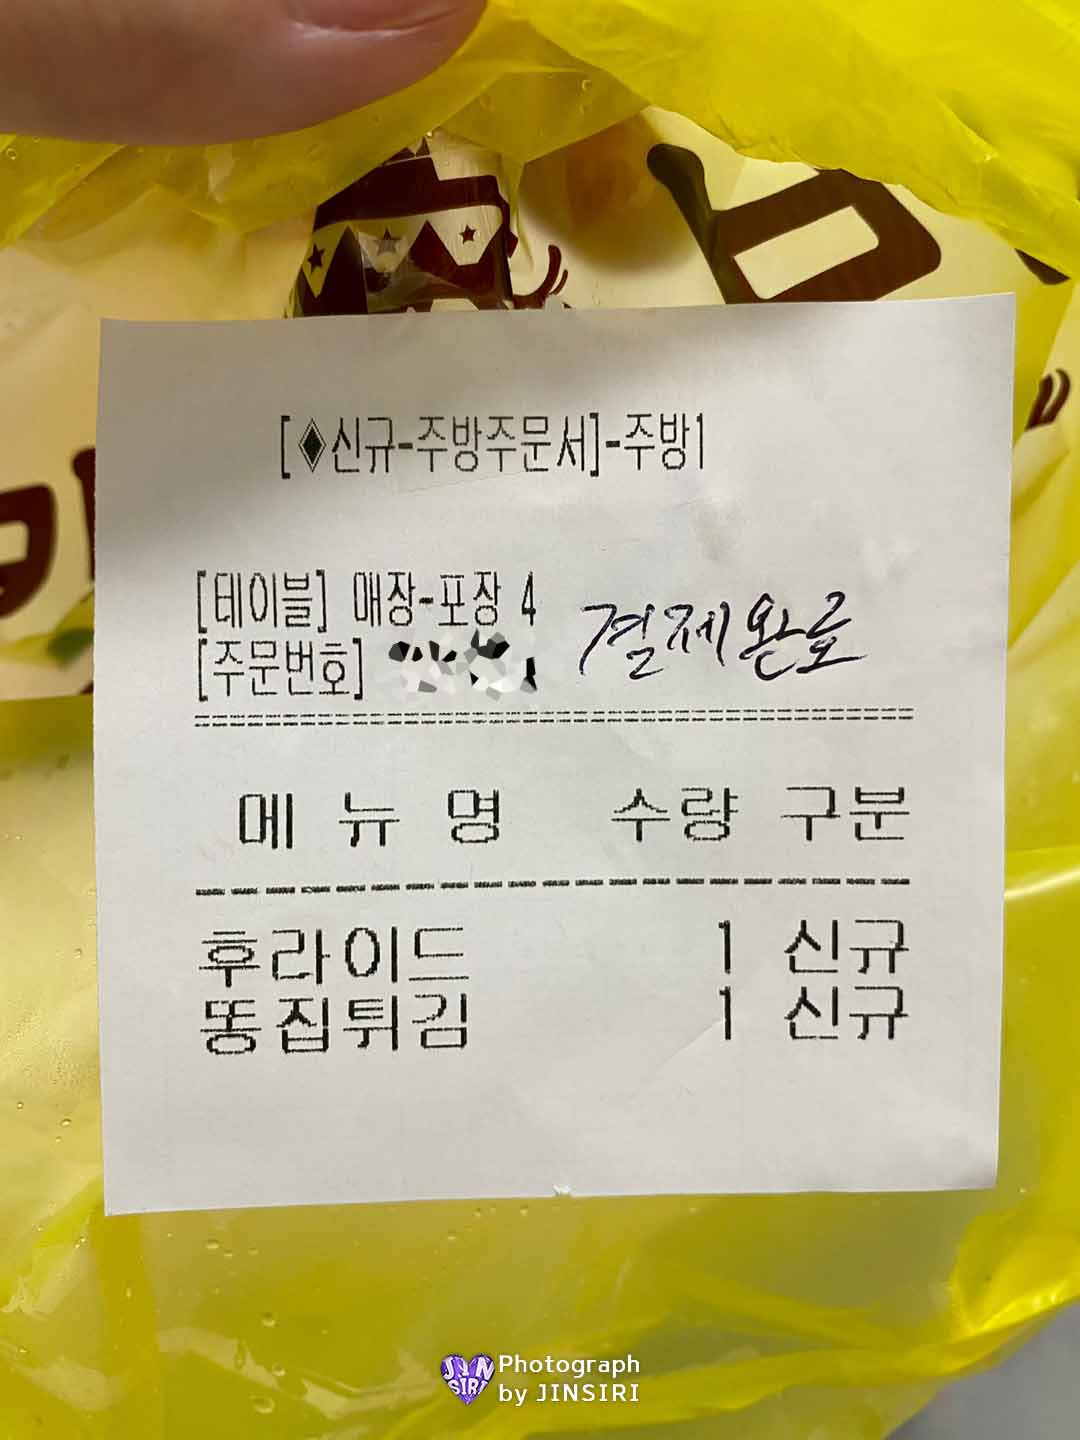 [◈신규-주방주문서]-주방1
[테이블] 매장-포장 4 결제완료
[주문번호]
메 뉴 명 수량 구분
후라이드 1 신규
똥집튀김 1 신규
JIN SIRI
Photograph
by JINSIRI